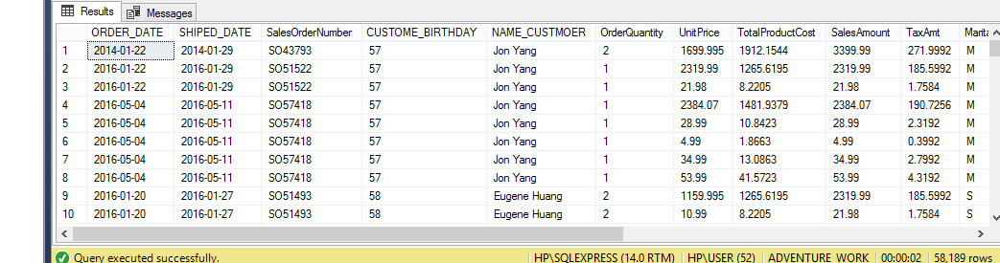 Results Messages
ORDER_DATE SHIPED_DATE SalesOrderNumber CUSTOME_BIRTHDAY NAME_CUSTMOER OrderQuantity UnitPrice TotalProductCost SalesAmount TaxAmt Marita
1 2014-01-22 2014-01-29 SO43793 57 Jon Yang 2 1699.995 1912.1544 3399.99 271.9992 M
2 2016-01-22 2016-01-29 SO51522 57 Jon Yang 1 2319.99 1265.6195 2319.99 185.5992 M
3 2016-01-22 2016-01-29 SO51522 57 Jon Yang 1 21.98 8.2205 21.98 1.7584 M
4 2016-05-04 2016-05-11 SO57418 57 Jon Yang 1 2384.07 1481.9379 2384.07 190.7256 M
5 2016-05-04 2016-05-11 SO57418 57 Jon Yang 1 28.99 10.8423 28.99 2.3192 M
6 2016-05-04 2016-05-11 SO57418 57 Jon Yang 1 4.99 1.8663 4.99 0.3992 M
7 2016-05-04 2016-05-11 SO57418 57 Jon Yang 1 34.99 13.0863 34.99 2.7992 M
8 2016-05-04 2016-05-11 SO57418 57 Jon Yang 1 53.99 41.5723 53.99 4.3192 M
9 2016-01-20 2016-01-27 SO51493 58 Eugene Huang 2 1159.995 1265.6195 2319.99 185.5992 S
10 2016-01-20 2016-01-27 SO51493 58 Eugene Huang 2 10.99 8.2205 21.98 1.7584 S
Query executed successfully. HP\SQLEXPRESS (14.0 RTM) HP\USER (52) ADVENTURE_WORK 00:00:02 58,189 rows